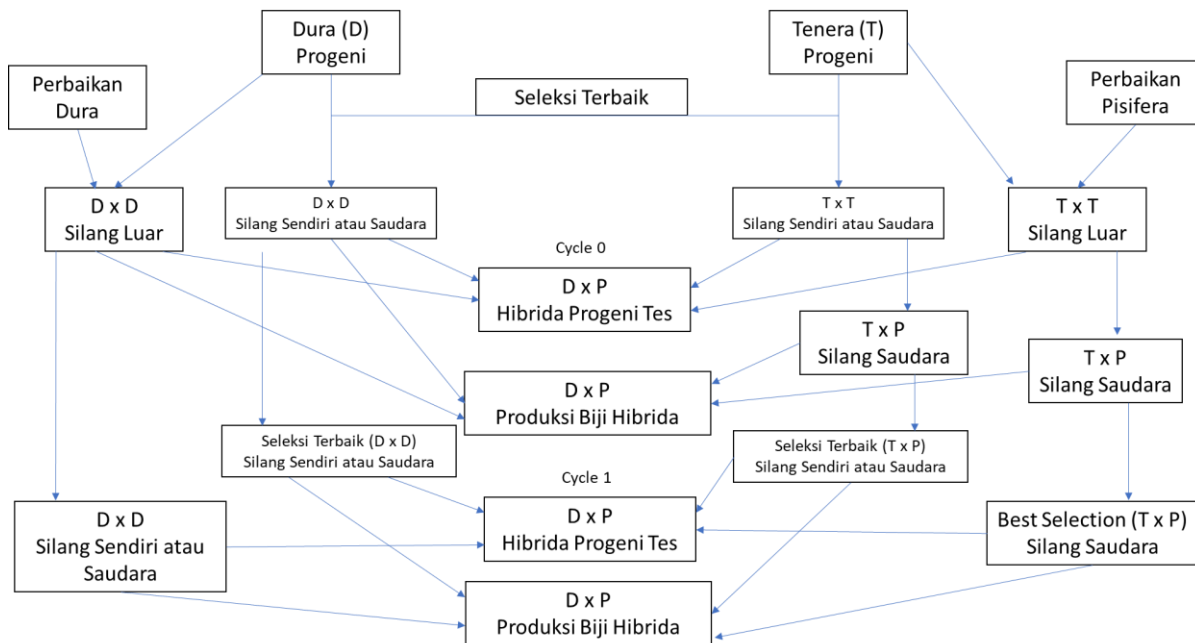 Dura (D)
Progeni
Tenera (T)
Progeni
Perbaikan
Dura
Seleksi Terbaik
Perbaikan
Pisifera
D x D
Silang Luar
D x D
Silang Sendiri atau Saudara
T x T
Silang Sendiri atau Saudara
T x T
Silang Luar
Cycle 0
D x P
Hibrida Progeni Tes
T x P
Silang Saudara
T x P
Silang Saudara
D x P
Produksi Biji Hibrida
Seleksi Terbaik (D x D)
Silang Sendiri atau Saudara
Seleksi Terbaik (T x P)
Silang Sendiri atau Saudara
Cycle 1
D x D
Silang Sendiri atau
Saudara
D x P
Hibrida Progeni Tes
Best Selection (T x P)
Silang Saudara
D x P
Produksi Biji Hibrida